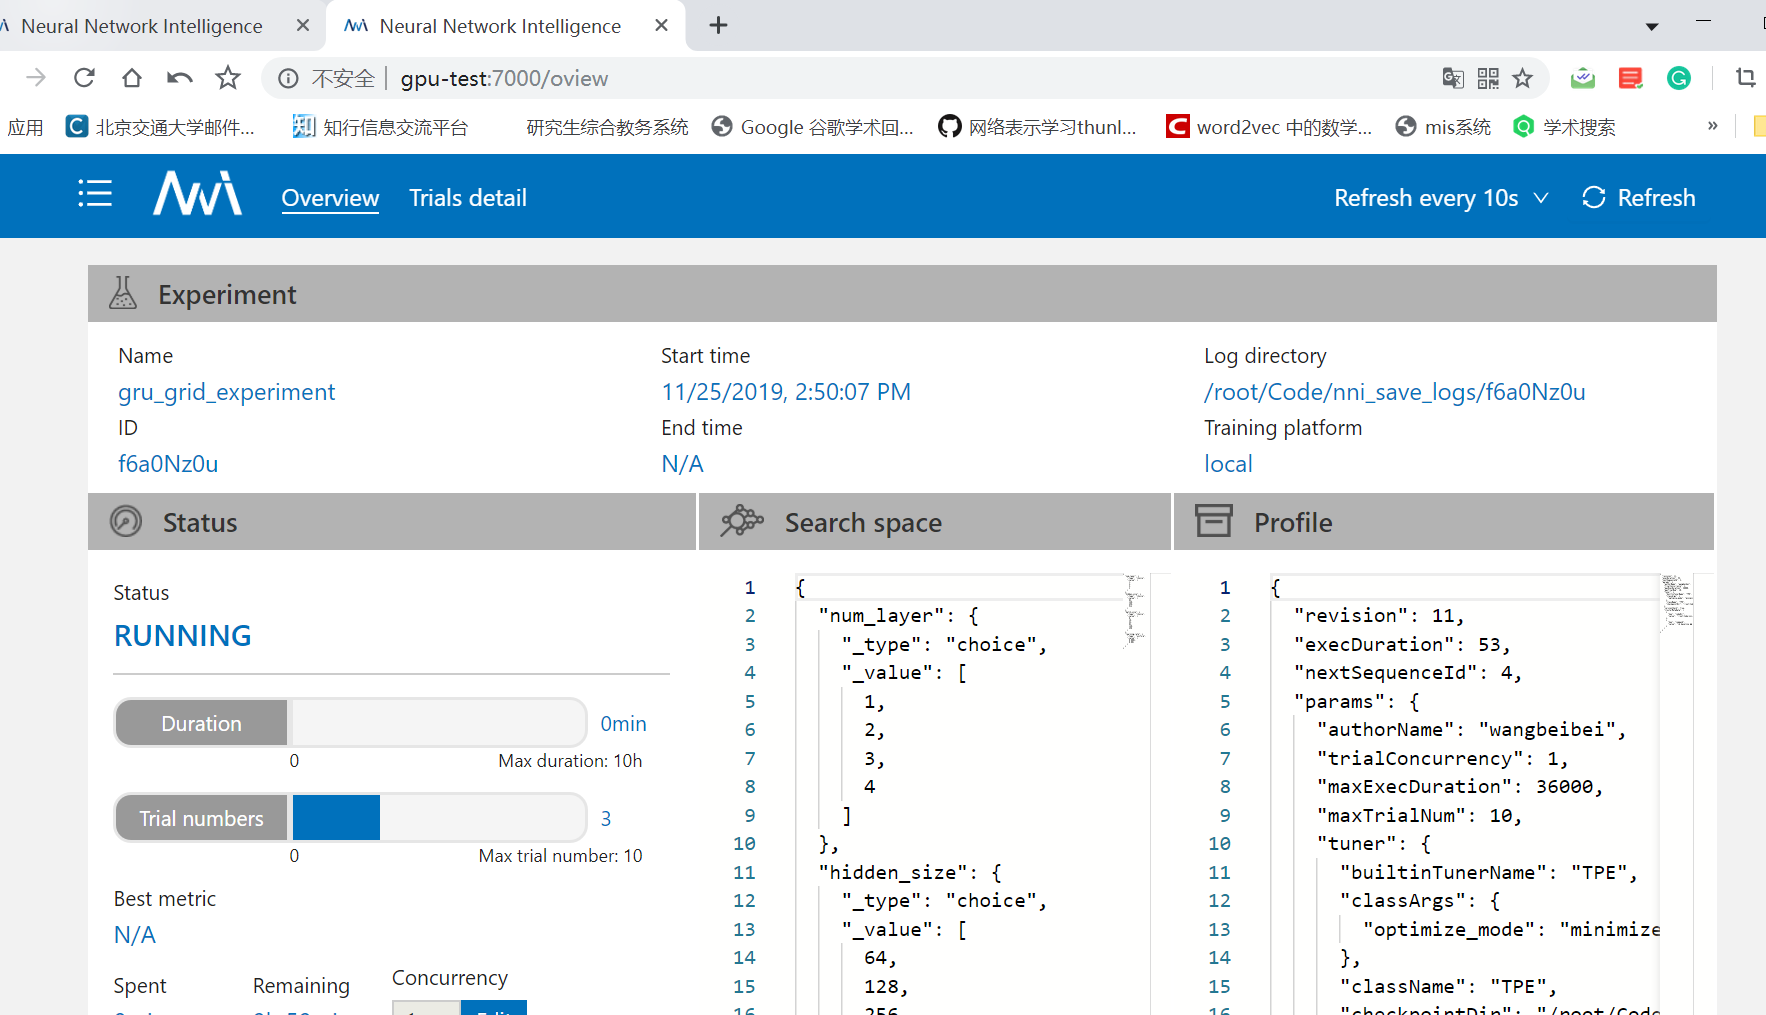 Neural Network Intelligence
Neural Network Intelligence
不安全
gpu-test:7000/oview
应用
北京交通大学邮件...
知行信息交流平台
研究生综合教务系统
Google 谷歌学术回...
网络表示学习thunl...
word2vec 中的数学...
mis系统
学术搜索
»
Overview
Trials detail
Refresh every 10s
Refresh
Experiment
Name
gru_grid_experiment
ID
f6a0Nz0u
Start time
11/25/2019, 2:50:07 PM
End time
N/A
Log directory
/root/Code/nni_save_logs/f6a0Nz0u
Training platform
local
Status
Status
RUNNING
Duration
0min
0
Max duration: 10h
Trial numbers
3
0
Max trial number: 10
Best metric
N/A
Spent
Remaining
Concurrency
Edit
Search space
1 {
2 "num_layer": {
3 "_type": "choice",
4 "_value": [
5 1,
6 2,
7 3,
8 4
9 ]
10 },
11 "hidden_size": {
12 "_type": "choice",
13 "_value": [
14 64,
15 128,
16 256
Profile
1 {
2 "revision": 11,
3 "execDuration": 53,
4 "nextSequenceId": 4,
5 "params": {
6 "authorName": "wangbeibei",
7 "trialConcurrency": 1,
8 "maxExecDuration": 36000,
9 "maxTrialNum": 10,
10 "tuner": {
11 "builtinTunerName": "TPE",
12 "classArgs": {
13 "optimize_mode": "minimize
14 },
15 "className": "TPE",
16 "checkpointDir": "/root/Cod